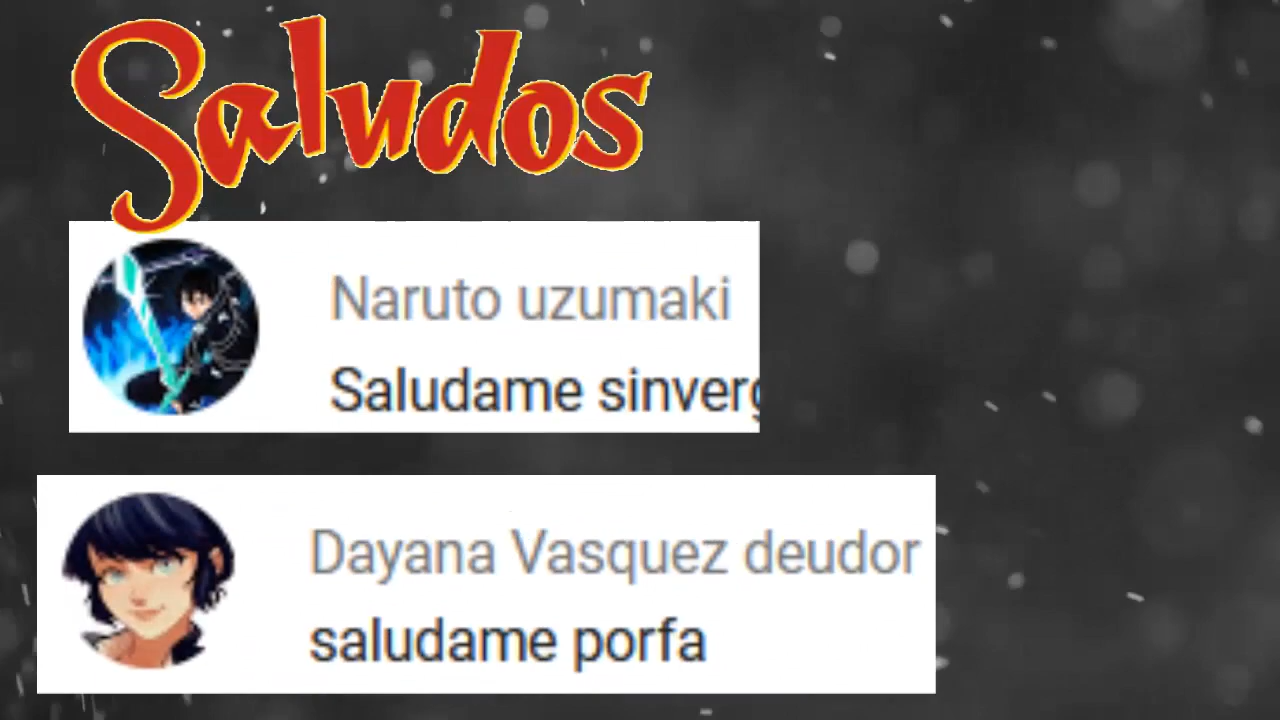 Saludos
Naruto uzumaki
Saludame
Dayana Vasquez deudor
saludame porfa